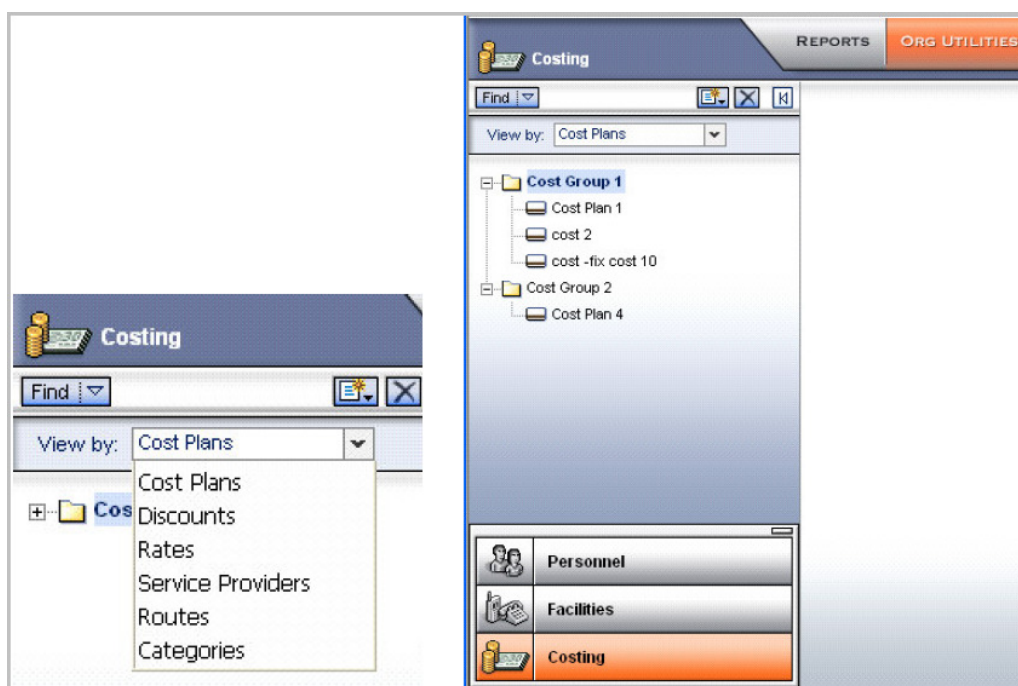 Costing
Find
View by: Cost Plans
Cos
Cost Plans
Discounts
Rates
Service Providers
Routes
Categories
REPORTS
ORG UTILITIES
Costing
Find
View by: Cost Plans
Cost Group 1
Cost Plan 1
cost 2
cost -fix cost 10
Cost Group 2
Cost Plan 4
Personnel
Facilities
Costing